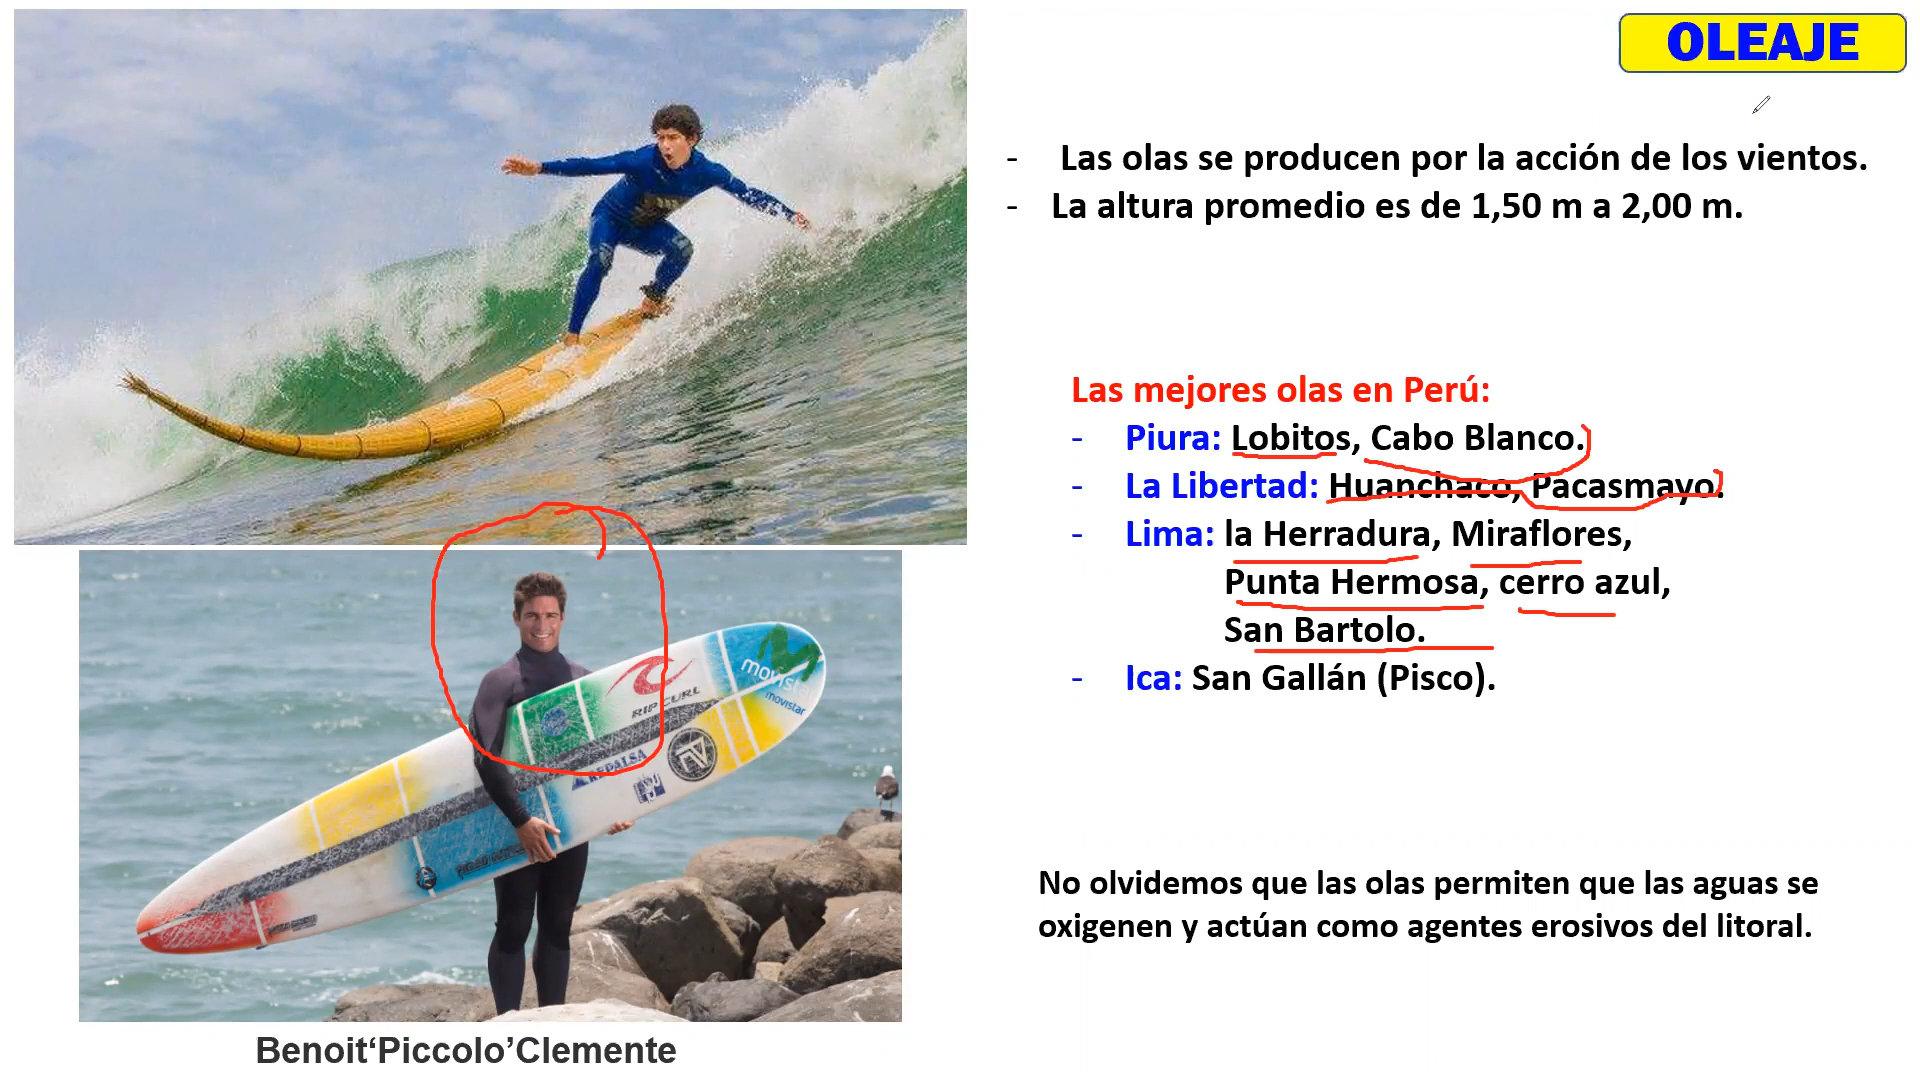 OLEAJE
- Las olas se producen por la acción de los vientos.
- La altura promedio es de 1,50 m a 2,00 m.
Las mejores olas en Perú:
- Piura: Lobitos, Cabo Blanco.
- La Libertad: Huanchaco, Pacasmayo.
- Lima: la Herradura, Miraflores,
Punta Hermosa, cerro azul,
San Bartolo.
- Ica: San Gallán (Pisco).
No olvidemos que las olas permiten que las aguas se
oxigenen y actúan como agentes erosivos del litoral.
movistar
movistar
RIP CURL
REPALSA
Benoit‘Piccolo’Clemente